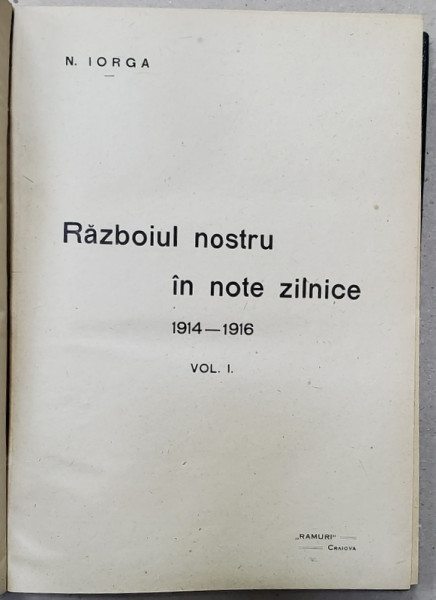 N. IORGA
Războiul nostru
în note zilnice
1914—1916
VOL. I.
„RAMURI"
CRAIOVA